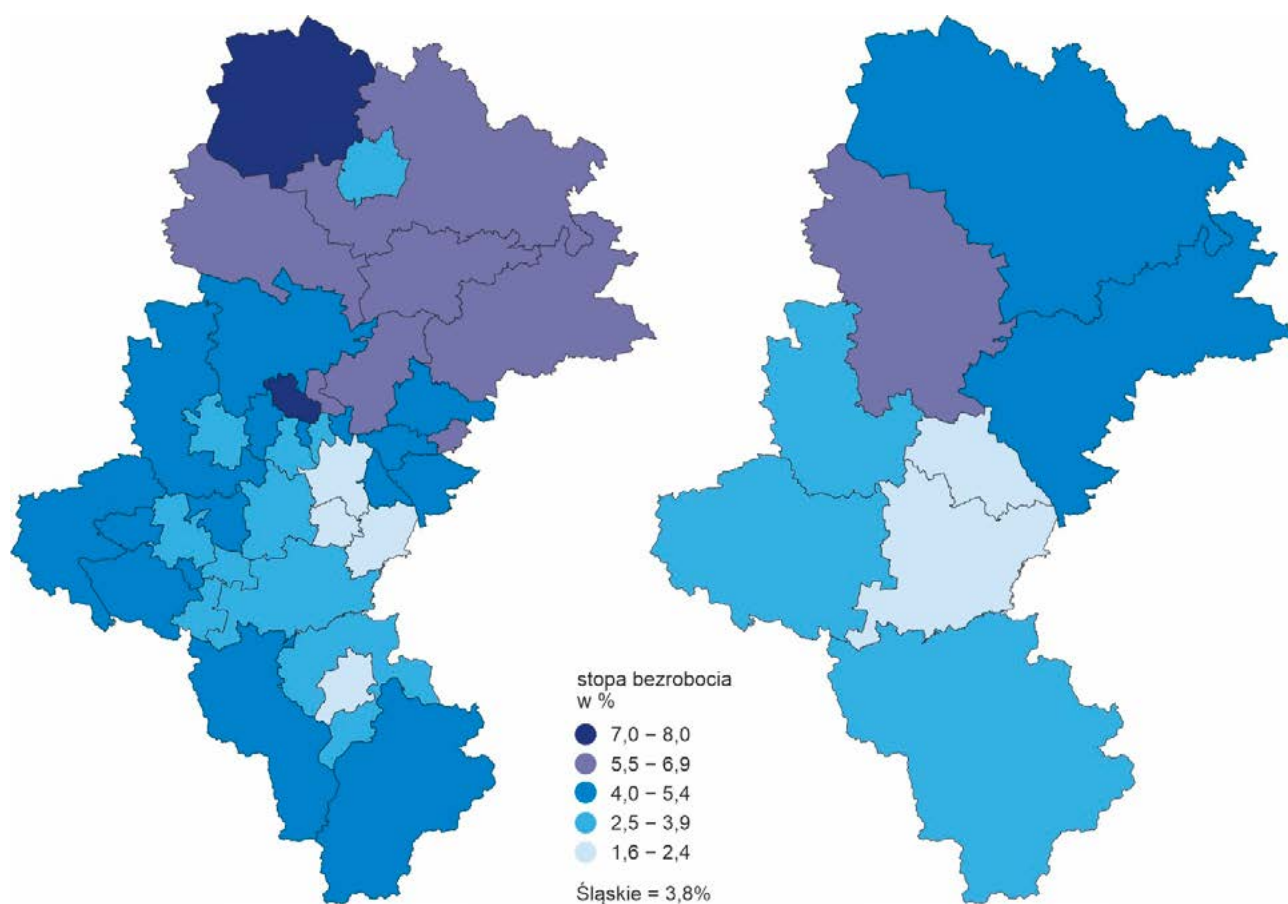 stopa bezrobocia
w %
7,0 – 8,0
5,5 – 6,9
4,0 – 5,4
2,5 – 3,9
1,6 – 2,4
Śląskie = 3,8%